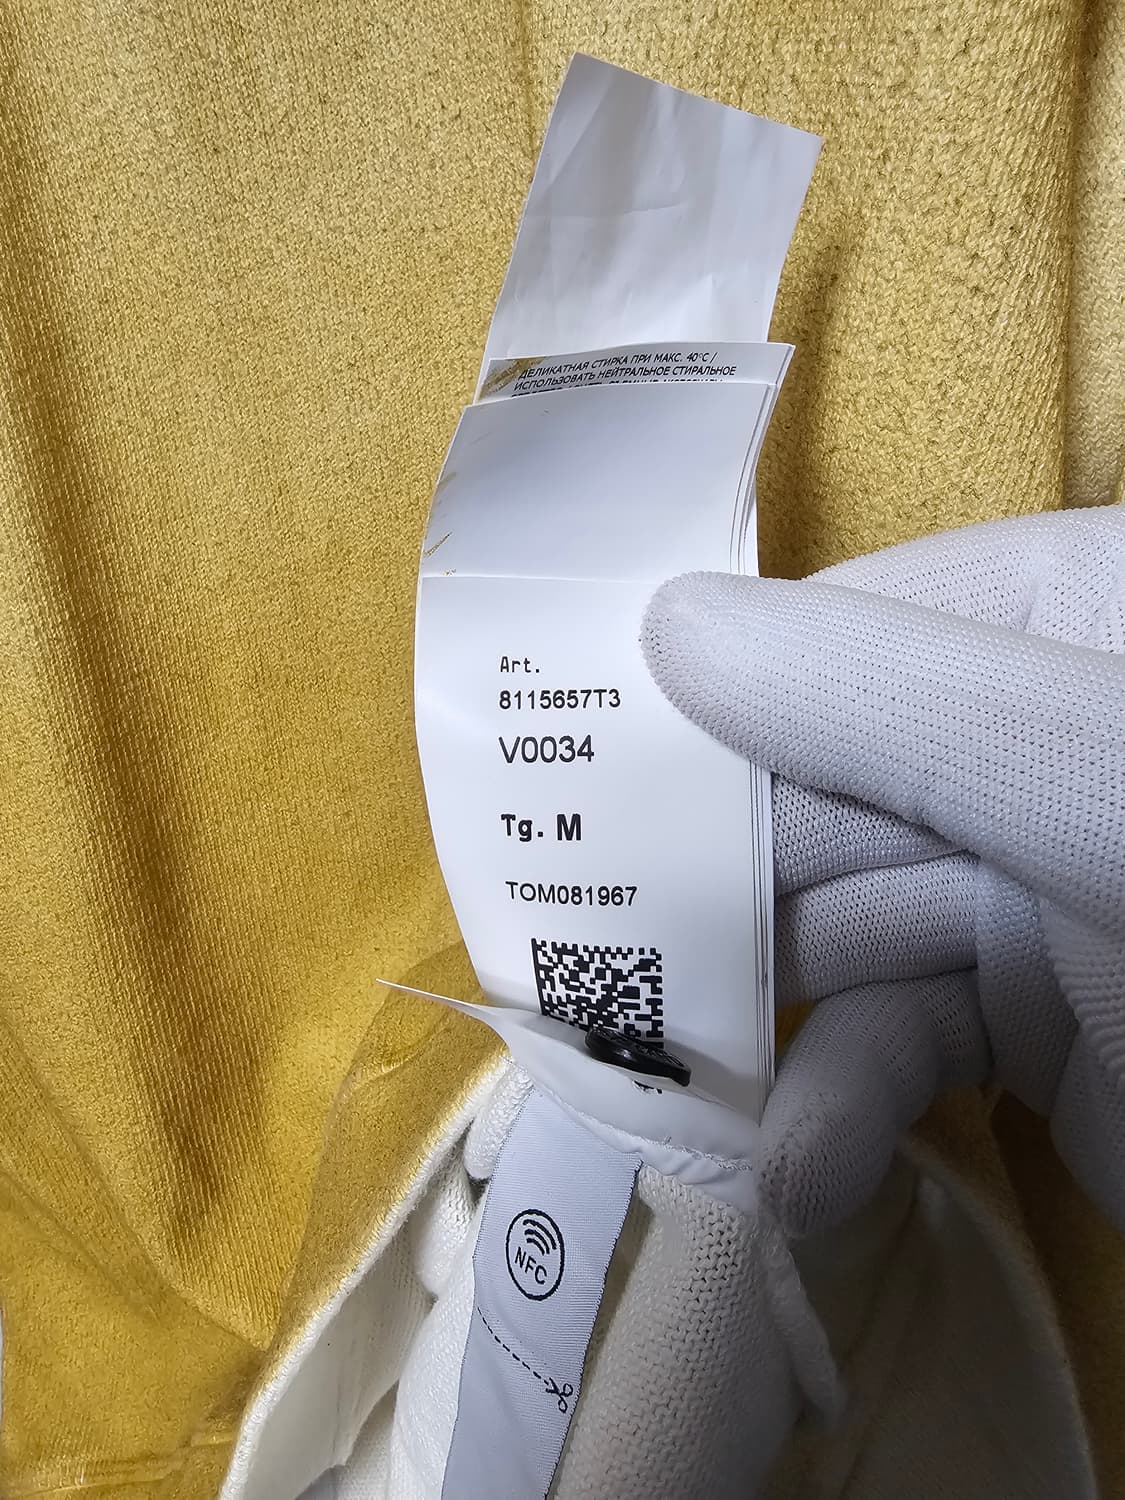 ДЕЛИКАТНАЯ СТИРКА ПРИ МАКС. 40°C /
ИСПОЛЬЗОВАТЬ НЕЙТРАЛЬНОЕ СТИРАЛЬНОЕ
Art.
8115657T3
V0034
Tg. M
TOM081967
NFC